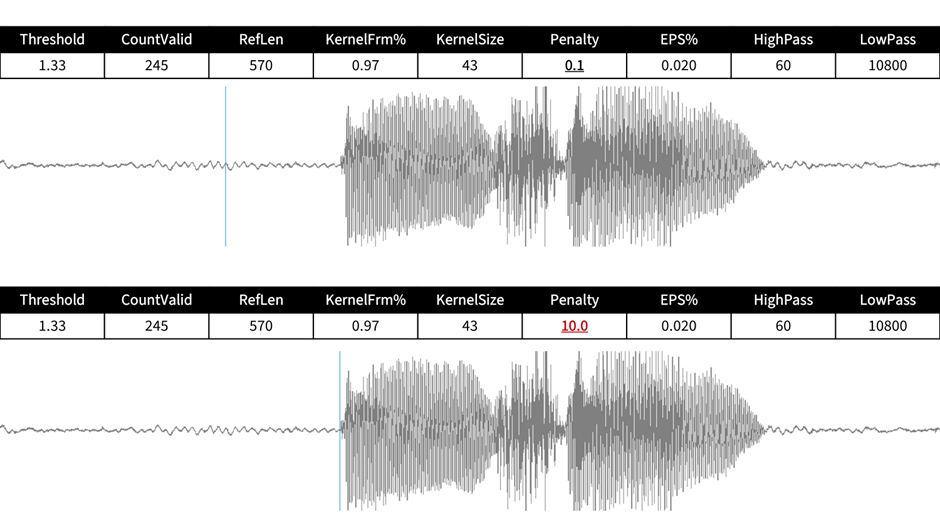 Threshold CountValid RefLen KernelFrm% KernelSize Penalty EPS% HighPass LowPass
1.33 245 570 0.97 43 0.1 0.020 60 10800
Threshold CountValid RefLen KernelFrm% KernelSize Penalty EPS% HighPass LowPass
1.33 245 570 0.97 43 10.0 0.020 60 10800